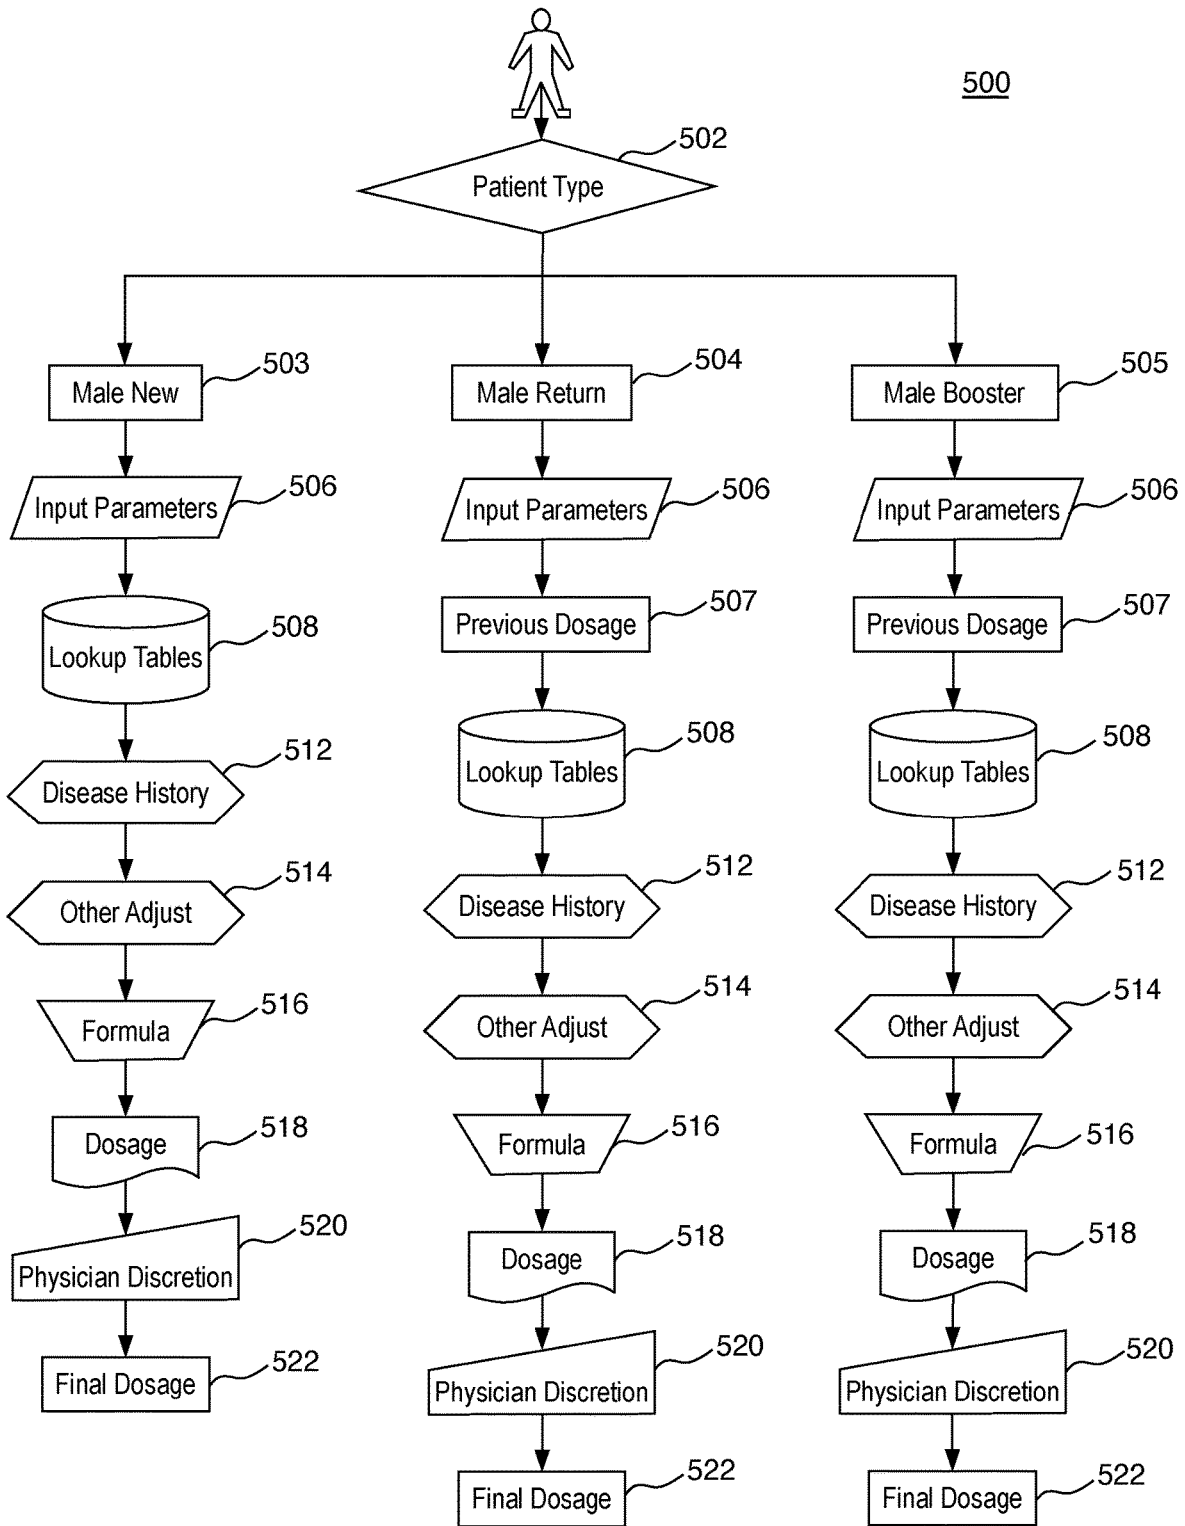 500
502
Patient Type
503
Male New
504
Male Return
505
Male Booster
506
Input Parameters
506
Input Parameters
506
Input Parameters
508
Lookup Tables
507
Previous Dosage
507
Previous Dosage
512
Disease History
508
Lookup Tables
508
Lookup Tables
514
Other Adjust
512
Disease History
512
Disease History
516
Formula
514
Other Adjust
514
Other Adjust
518
Dosage
516
Formula
516
Formula
520
Physician Discretion
518
Dosage
518
Dosage
522
Final Dosage
520
Physician Discretion
520
Physician Discretion
522
Final Dosage
522
Final Dosage